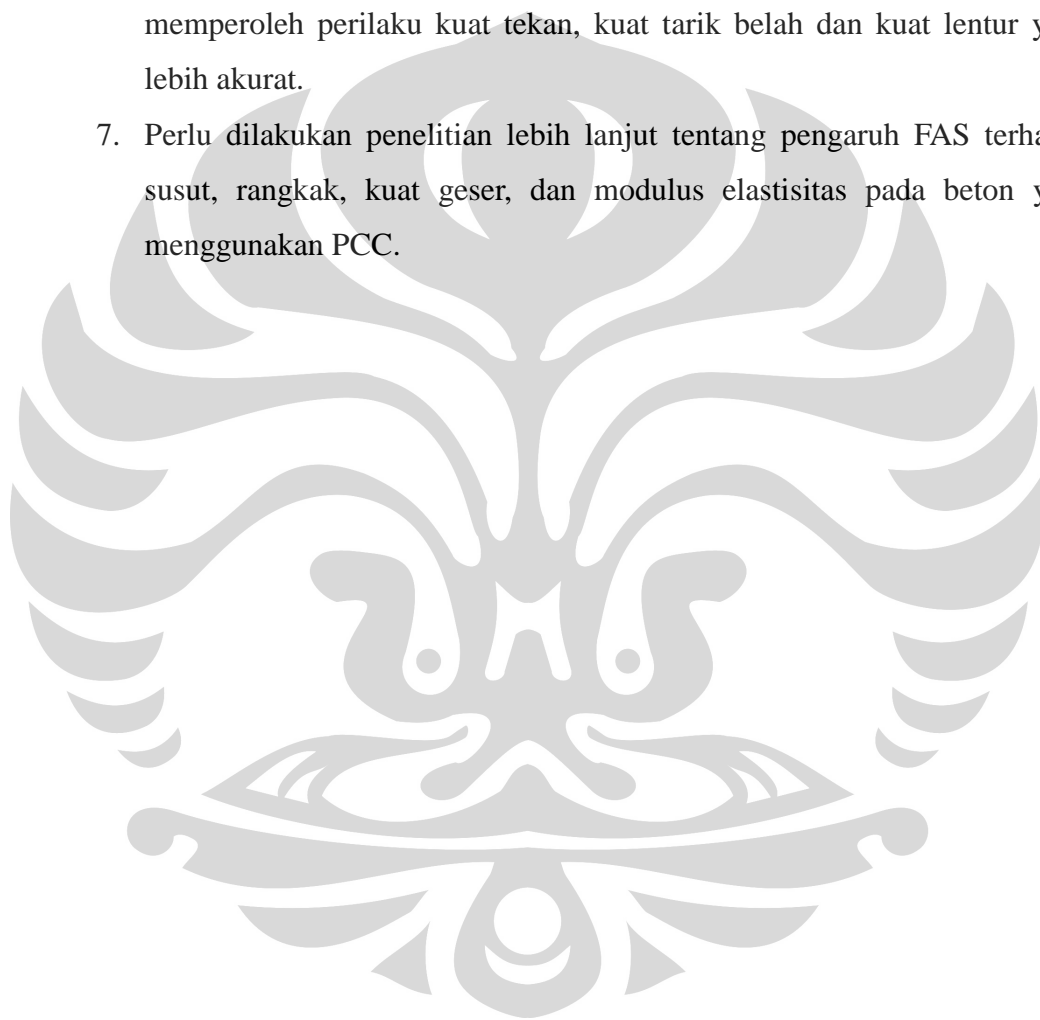 memperoleh perilaku kuat tekan, kuat tarik belah dan kuat lentur
lebih akurat.
7. Perlu dilakukan penelitian lebih lanjut tentang pengaruh FAS
susut, rangkak, kuat geser, dan modulus elastisitas pada beton
menggunakan PCC.